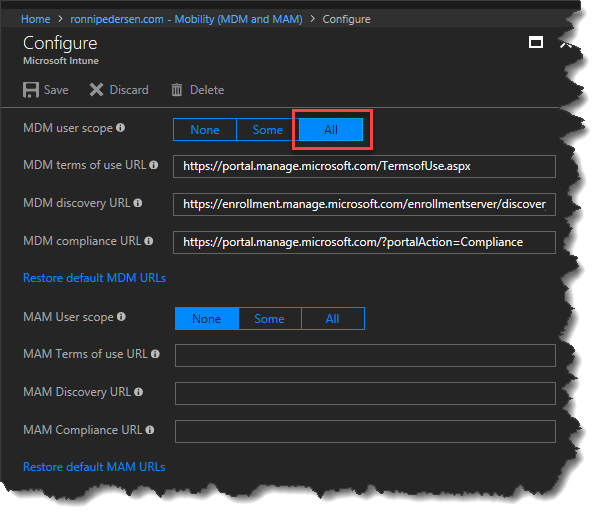 Home > ronnipedersen.com - Mobility (MDM and MAM) > Configure
Configure
Microsoft Intune
Save Discard Delete
MDM user scope None Some All
MDM terms of use URL https://portal.manage.microsoft.com/TermsofUse.aspx
MDM discovery URL https://enrollment.manage.microsoft.com/enrollmentserver/discover
MDM compliance URL https://portal.manage.microsoft.com/?portalAction=Compliance
Restore default MDM URLs
MAM User scope None Some All
MAM Terms of use URL
MAM Discovery URL
MAM Compliance URL
Restore default MAM URLs